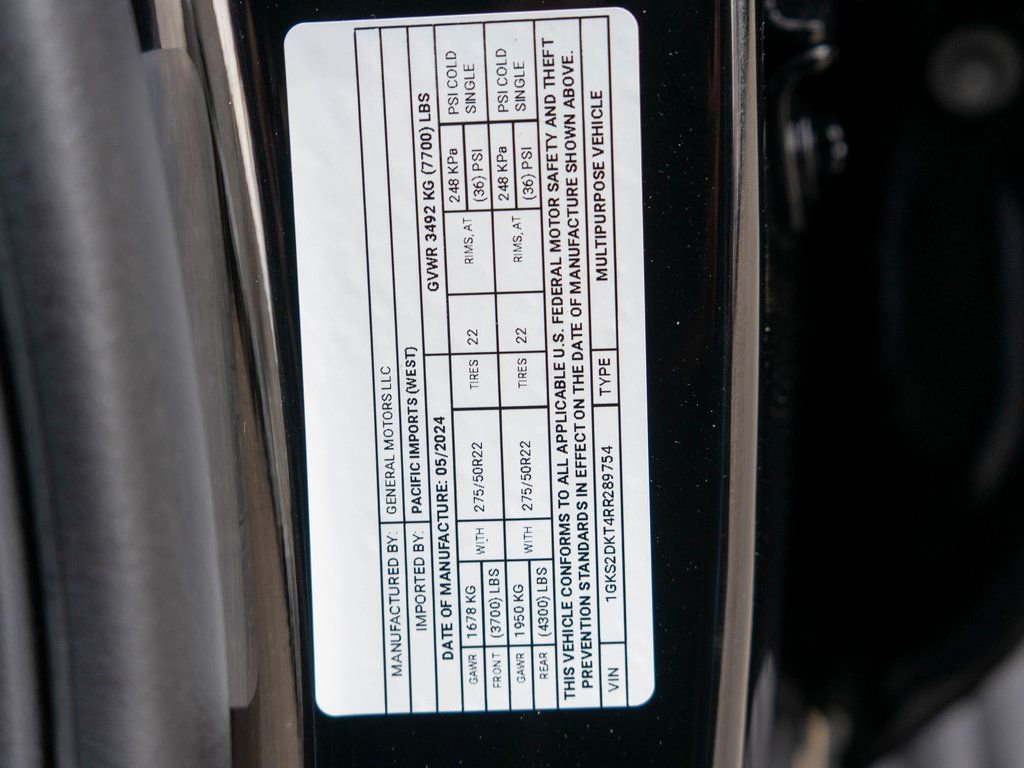 MANUFACTURED BY: GENERAL MOTORS LLC
IMPORTED BY: PACIFIC IMPORTS (WEST)
DATE OF MANUFACTURE: 05/2024 GVWR 3492 KG (7700) LBS
GAWR 1678 KG WITH 275/50R22 TIRES 22 RIMS, AT 248 KPa PSI COLD
FRONT (3700) LBS (36) PSI SINGLE
GAWR 1950 KG WITH 275/50R22 TIRES 22 RIMS, AT 248 KPa PSI COLD
REAR (4300) LBS (36) PSI SINGLE
THIS VEHICLE CONFORMS TO ALL APPLICABLE U.S. FEDERAL MOTOR SAFETY AND THEFT
PREVENTION STANDARDS IN EFFECT ON THE DATE OF MANUFACTURE SHOWN ABOVE.
VIN 1GKS2DKT4RR289754 TYPE MULTIPURPOSE VEHICLE